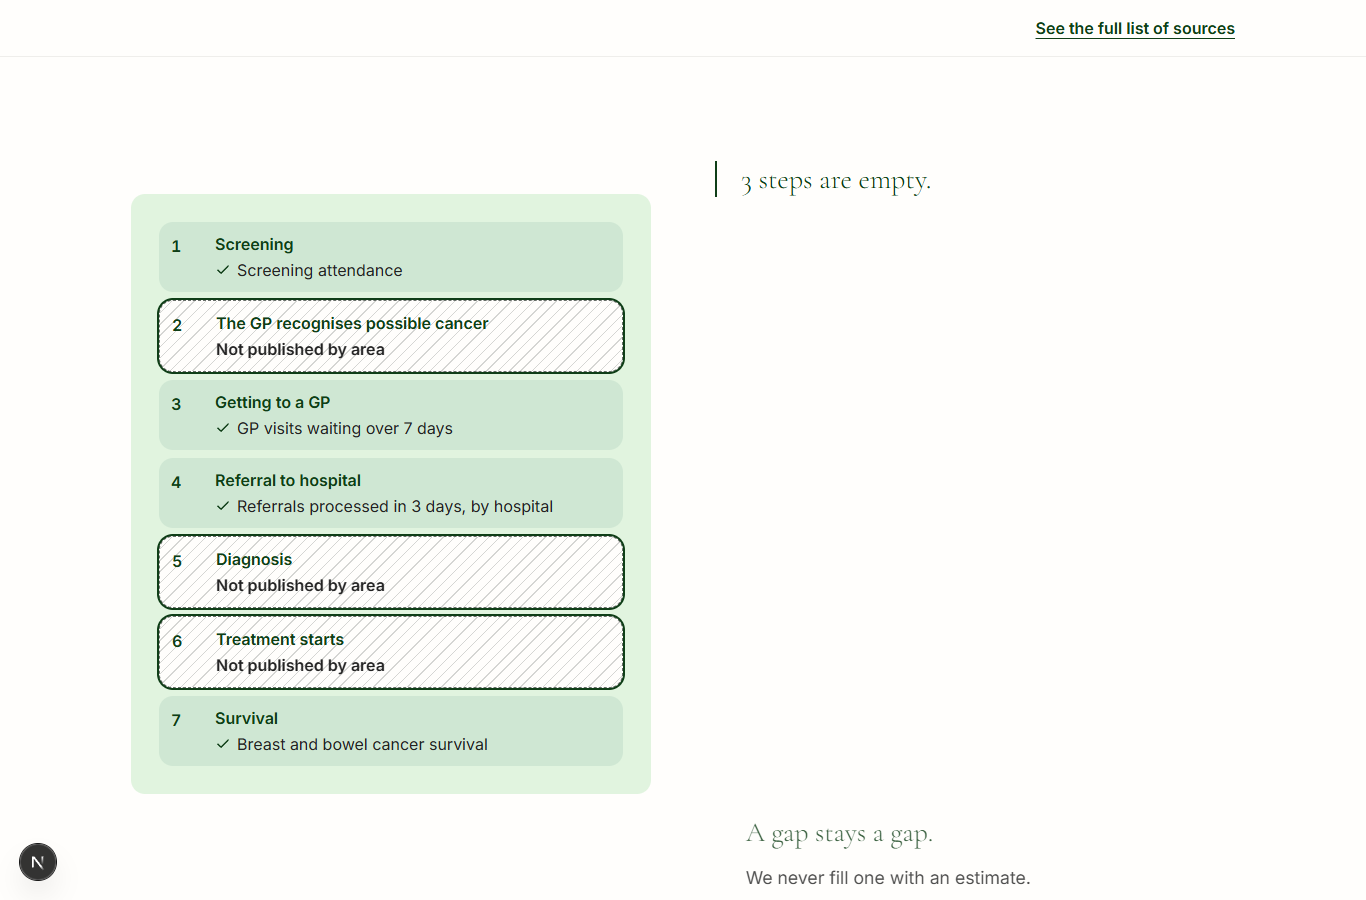 See the full list of sources
3 steps are empty.
1
Screening
✓ Screening attendance
2
The GP recognises possible cancer
Not published by area
3
Getting to a GP
✓ GP visits waiting over 7 days
4
Referral to hospital
✓ Referrals processed in 3 days, by hospital
5
Diagnosis
Not published by area
6
Treatment starts
Not published by area
7
Survival
✓ Breast and bowel cancer survival
A gap stays a gap.
We never fill one with an estimate.
N